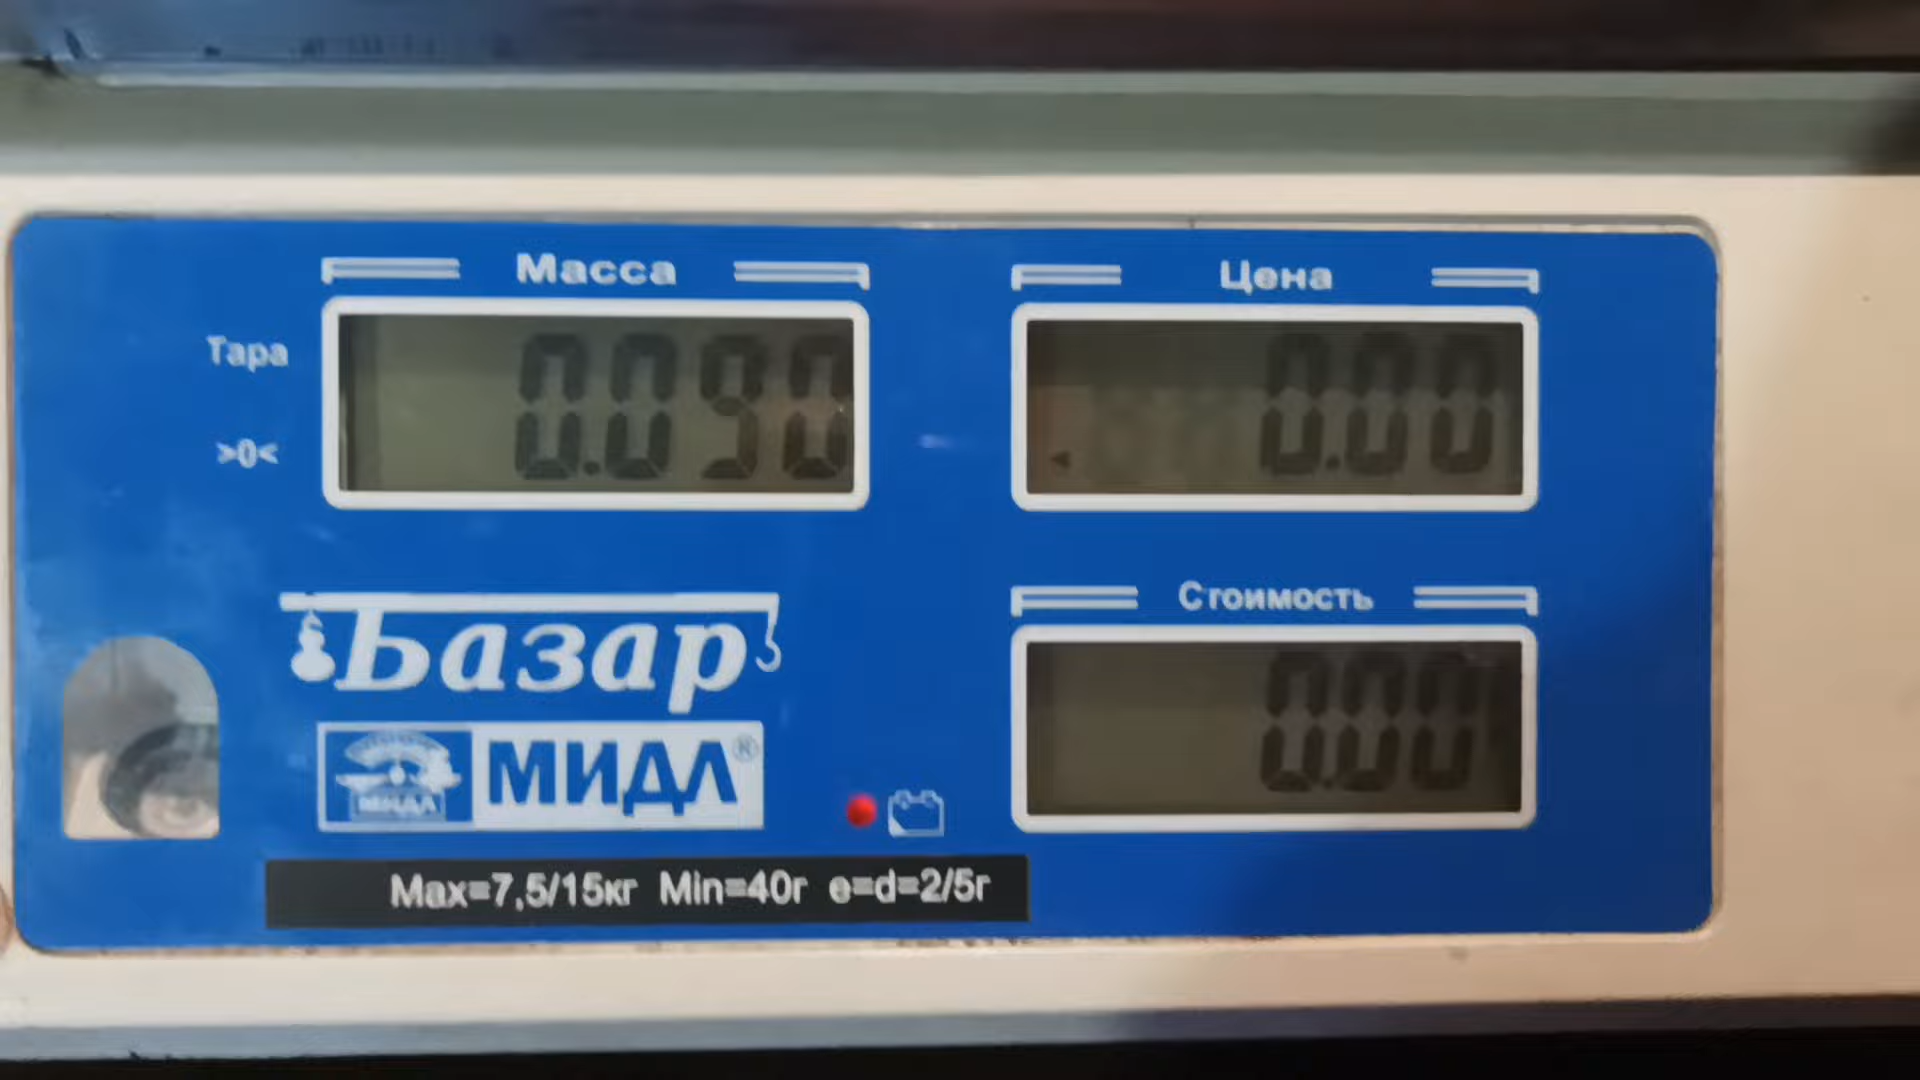 Масса
Цена
Тара
0.090
0.00
>0<
Стоимость
Базар
0.00
МИДЛ®
МИДЛ
Max=7,5/15кг Min=40г e=d=2/5г